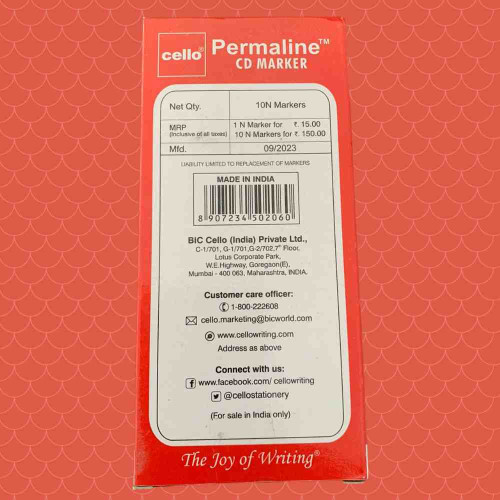 cello®
Permaline™
CD MARKER
Net Qty. 10N Markers
MRP 1 N Marker for ₹ 15.00
(Inclusive of all taxes) 10 N Markers for ₹ 150.00
Mfd. 09/2023
LIABILITY LIMITED TO REPLACEMENT OF MARKERS
MADE IN INDIA
8 907234 502060
BIC Cello (India) Private Ltd.,
C-1/701, G-1/701,G-2/702,7" Floor,
Lotus Corporate Park,
W.E.Highway, Goregson(E),
Mumbai - 400 063, Maharashtra, INDIA.
Customer care officer:
1-800-222608
cello.marketing@bicworld.com
www.cellowriting.com
Address as above
Connect with us:
www.facebook.com/ cellowriting
@cellostationery
(For sale in India only)
The Joy of Writing®